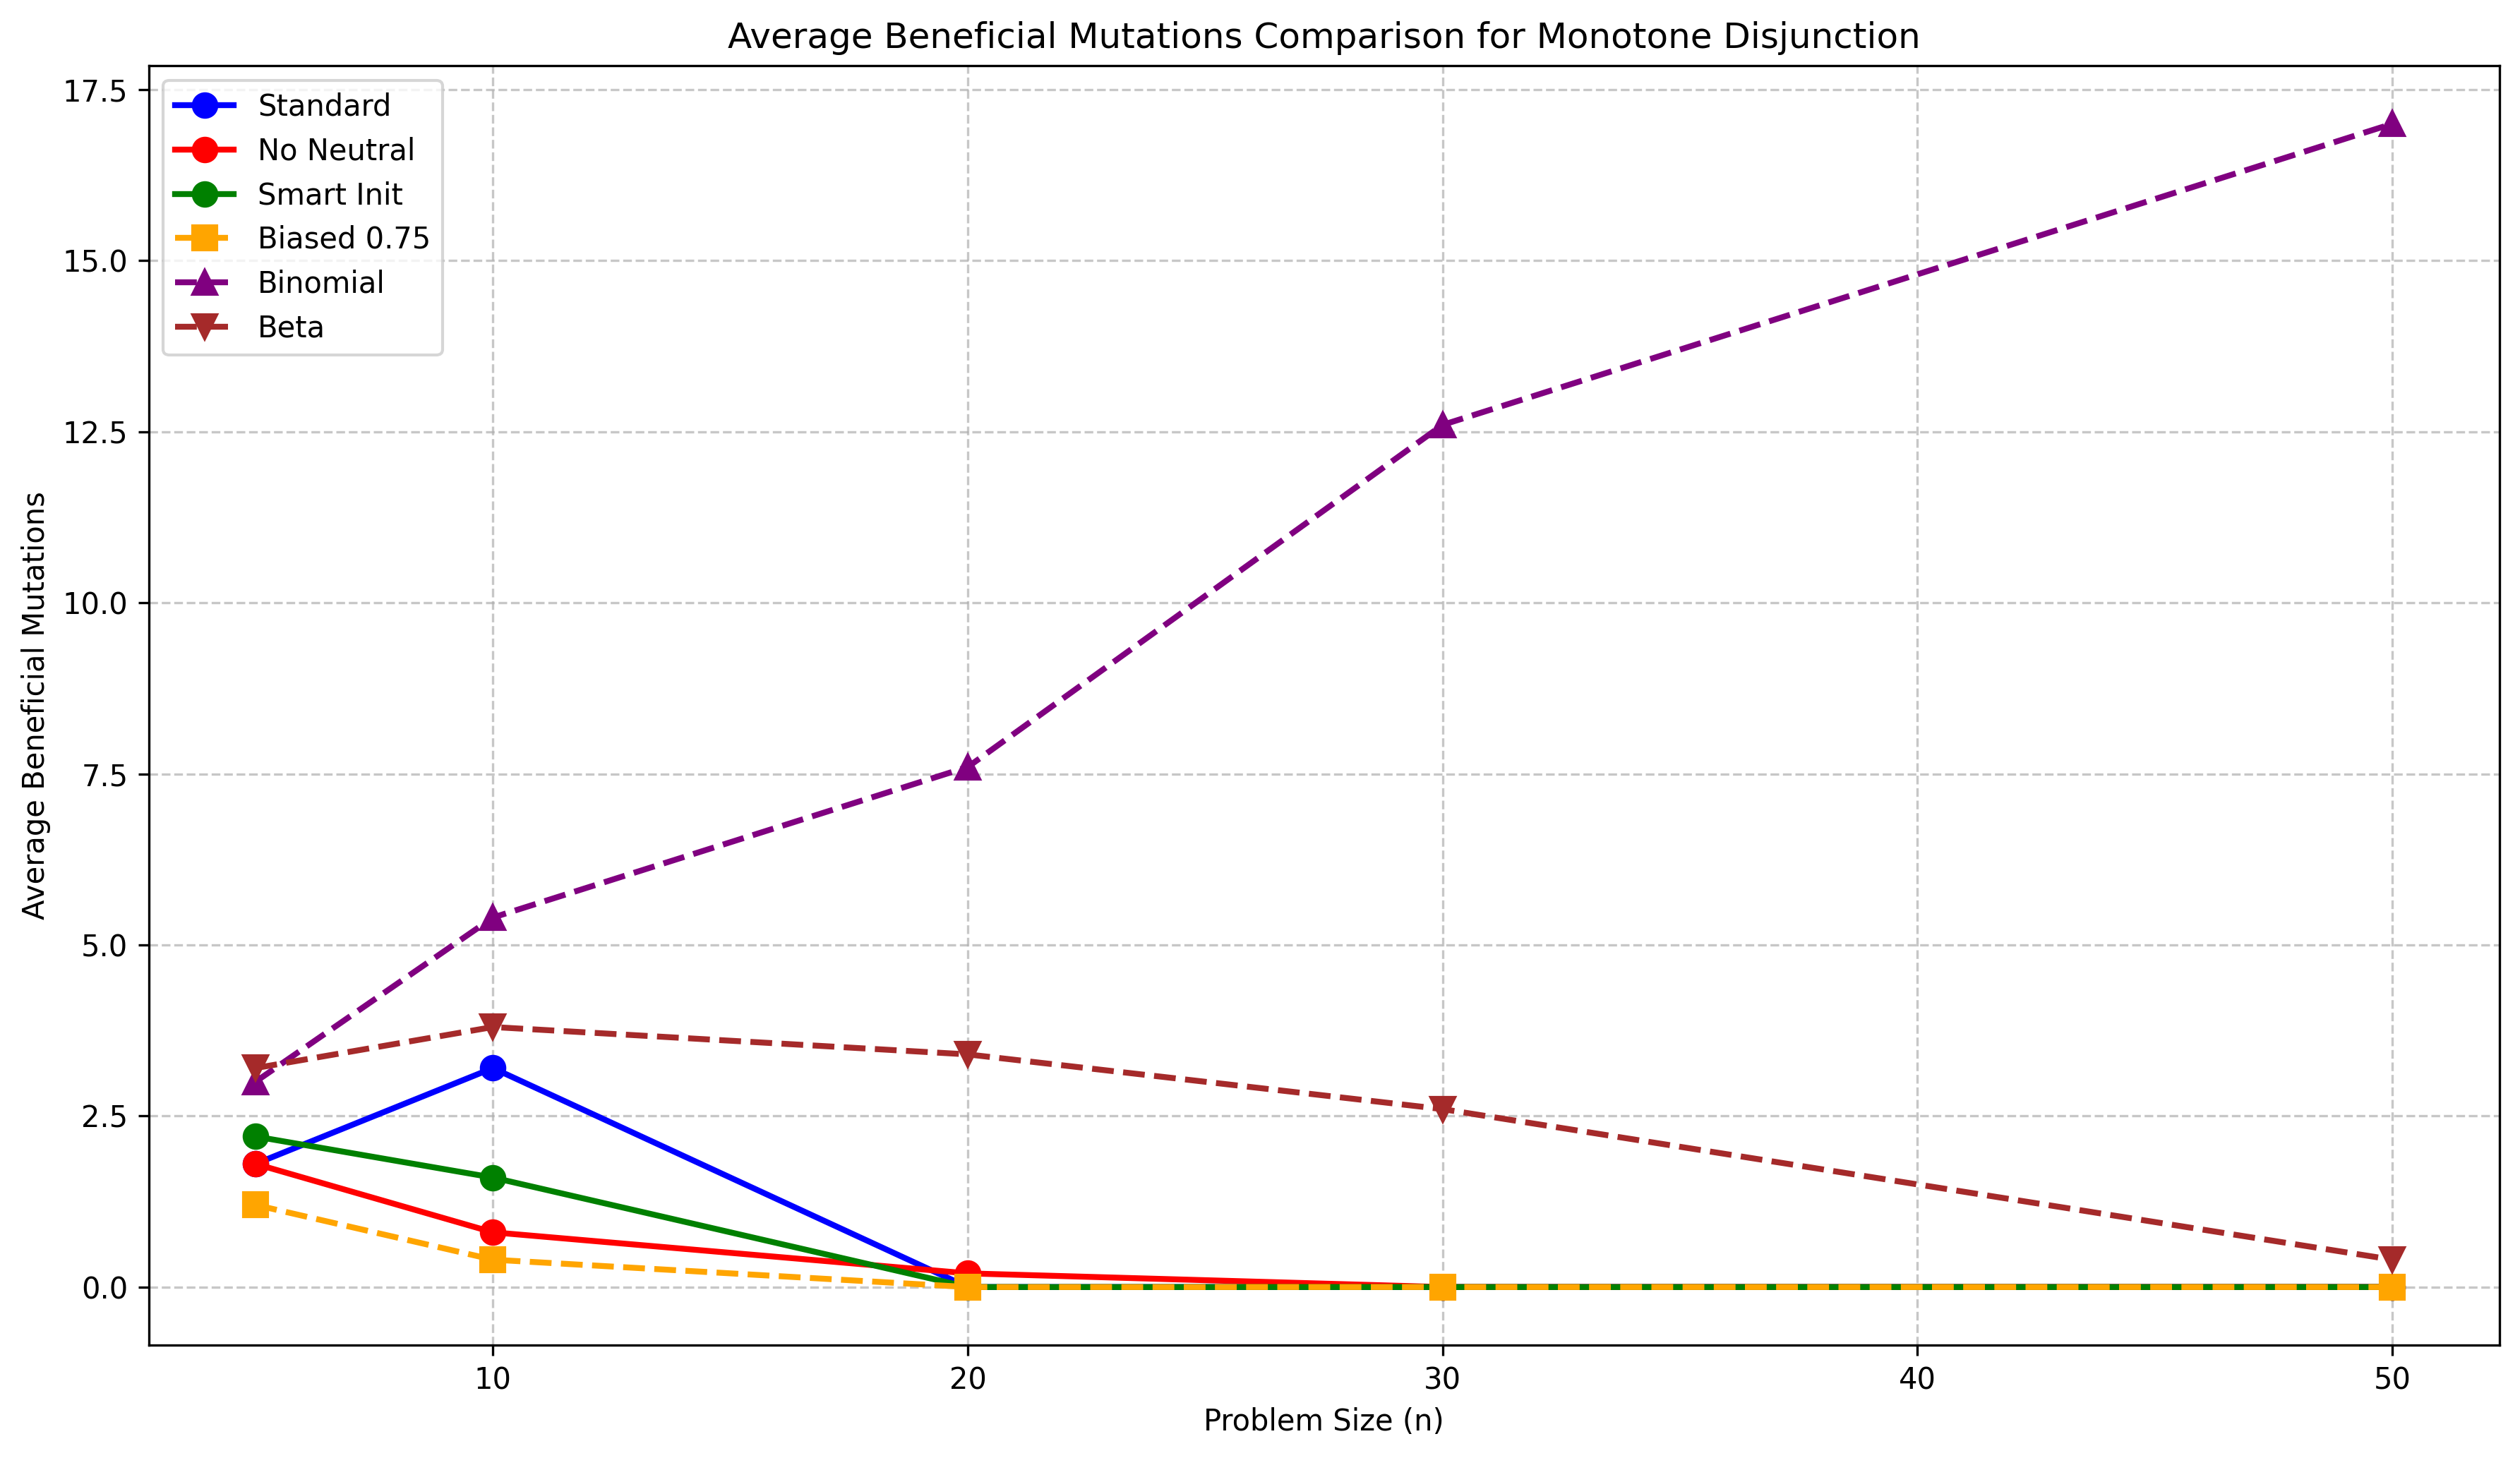 Average Beneficial Mutations Comparison for Monotone Disjunction
17.5
15.0
12.5
10.0
7.5
5.0
2.5
0.0
Average Beneficial Mutations
Standard
No Neutral
Smart Init
Biased 0.75
Binomial
Beta
10
20
30
40
50
Problem Size (n)